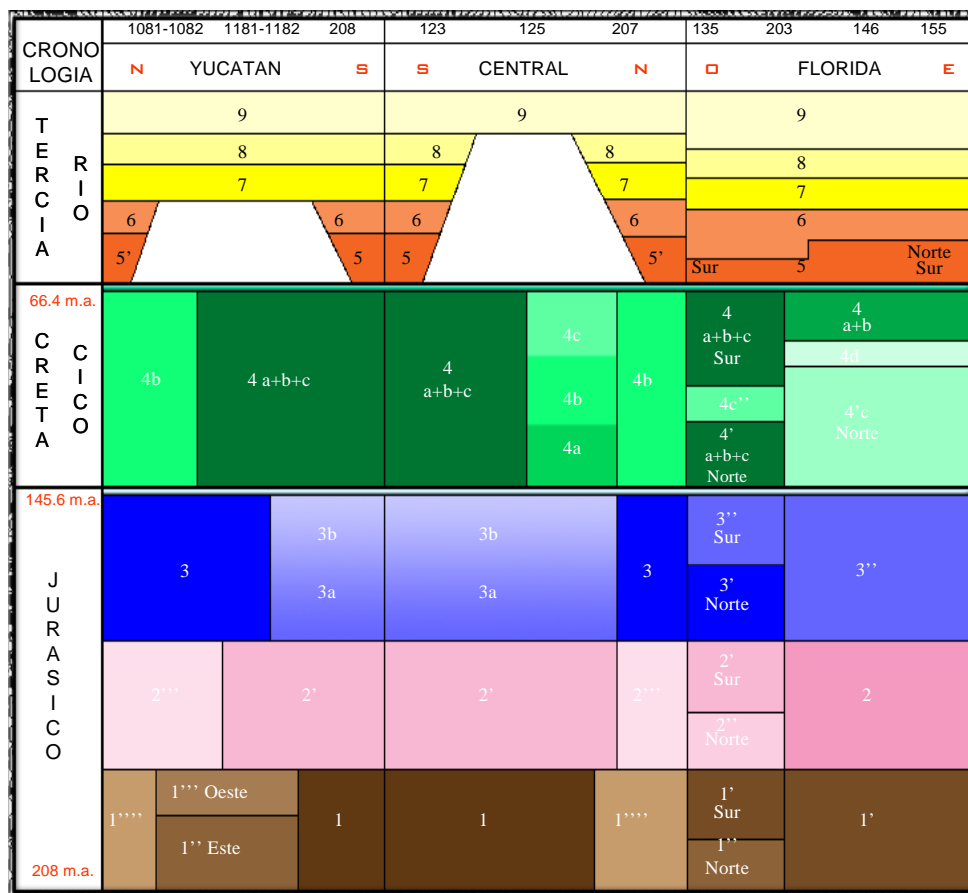 1081-1082 1181-1182 208 123 125 207 135 203 146 155
CRONO
LOGIA
N YUCATAN S S CENTRAL N O FLORIDA E
TERCIA
RIO
9 9 9
8 8 8 8
7 7 7 7
6 6 6 6 6
5' 5 5 5' Sur 5 Norte
Sur
66.4 m.a.
CRETA
CICO
4b
4 a+b+c
4
a+b+c
4c
4b
4a
4b
4
a+b+c
Sur
4c''
4'
a+b+c
Norte
4
a+b
4d
4'c
Norte
145.6 m.a.
JURASICO
3
3b
3a
3b
3a
3
3''
Sur
3'
Norte
3''
2'''
2'
2'
2'''
2'
Sur
2''
Norte
2
1''''
1''' Oeste
1'' Este
1
1
1''''
1'
Sur
1''
Norte
1'
208 m.a.